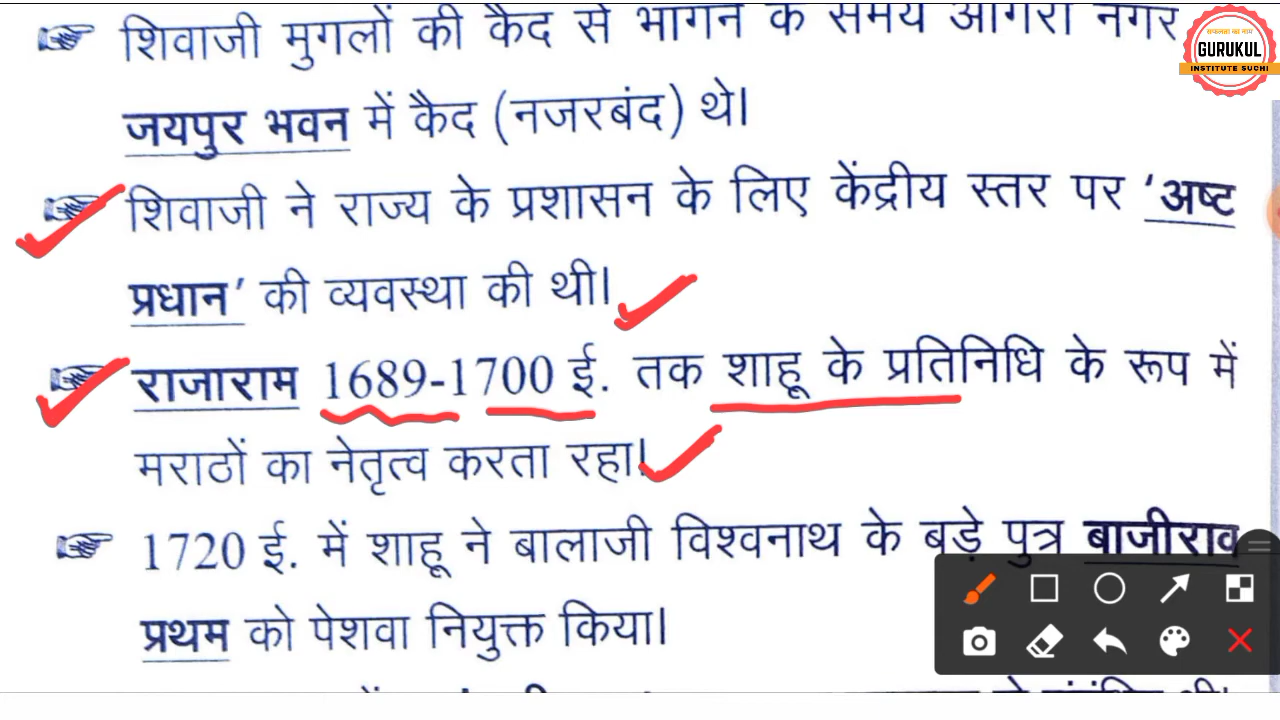 शिवाजी मुगलों की कैद से भागने के समय आगरा नगर
जयपुर भवन में कैद (नजरबंद) थे।
शिवाजी ने राज्य के प्रशासन के लिए केंद्रीय स्तर पर ‘अष्ट
प्रधान’ की व्यवस्था की थी।
राजाराम 1689-1700 ई. तक शाहू के प्रतिनिधि के रूप में
मराठों का नेतृत्व करता रहा।
1720 ई. में शाहू ने बालाजी विश्वनाथ के बड़े पुत्र बाजीराव
प्रथम को पेशवा नियुक्त किया।
सफलता का नाम
GURUKUL
INSTITUTE SUCHI